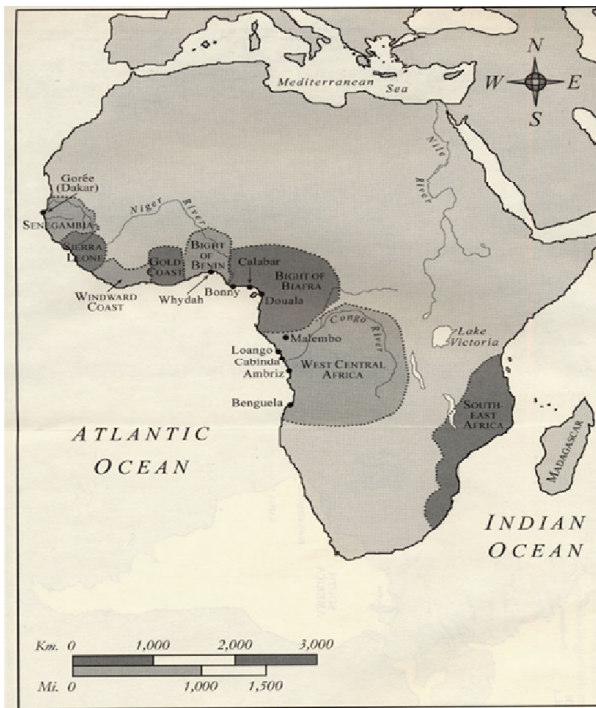 N
W E
S
Mediterranean
Sea
Nile
River
Gorée
(Dakar)
SENEGAMBIA
Niger
River
SIERRA
LEONE
GOLD
COAST
BIGHT
OF
BENIN
Calabar
BIGHT OF
BIAFRA
WINDWARD
COAST
Whydah
Bonny
Douala
Congo
River
Malembo
Lake
Victoria
Loango
Cabinda
Ambriz
WEST CENTRAL
AFRICA
Benguela
SOUTH-
EAST
AFRICA
MADAGASCAR
ATLANTIC
OCEAN
INDIAN
OCEAN
Km. 0 1,000 2,000 3,000
Mi. 0 1,000 1,500